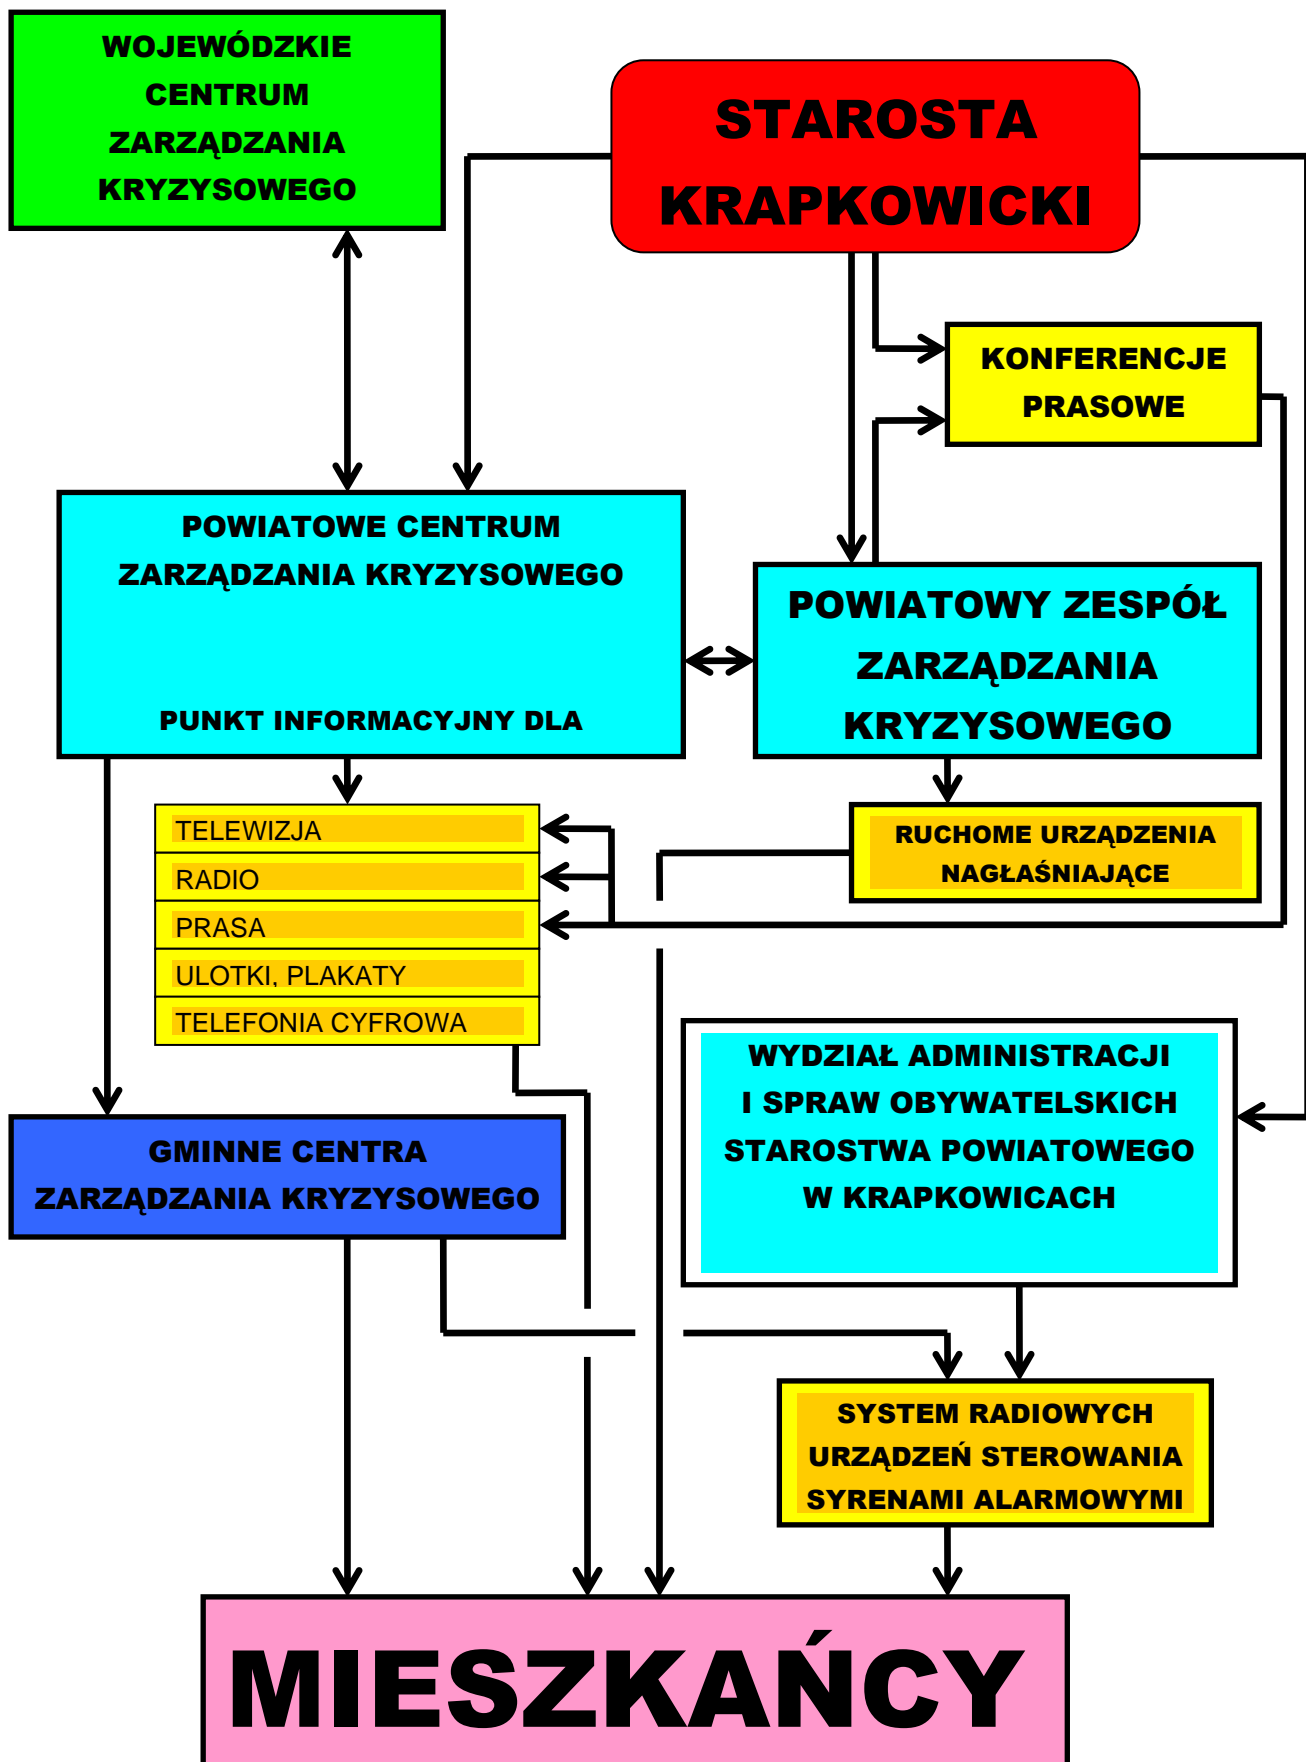 WOJEWÓDZKIE
CENTRUM
ZARZĄDZANIA
KRYZYSOWEGO
STAROSTA
KRAPKOWICKI
KONFERENCJE
PRASOWE
POWIATOWE CENTRUM
ZARZĄDZANIA KRYZYSOWEGO
PUNKT INFORMACYJNY DLA
POWIATOWY ZESPÓŁ
ZARZĄDZANIA
KRYZYSOWEGO
TELEWIZJA
RADIO
PRASA
ULOTKI, PLAKATY
TELEFONIA CYFROWA
RUCHOME URZĄDZENIA
NAGŁAŚNIAJĄCE
WYDZIAŁ ADMINISTRACJI
I SPRAW OBYWATELSKICH
STAROSTWA POWIATOWEGO
W KRAPKOWICACH
GMINNE CENTRA
ZARZĄDZANIA KRYZYSOWEGO
SYSTEM RADIOWYCH
URZĄDZEŃ STEROWANIA
SYRENAMI ALARMOWYMI
MIESZKAŃCY